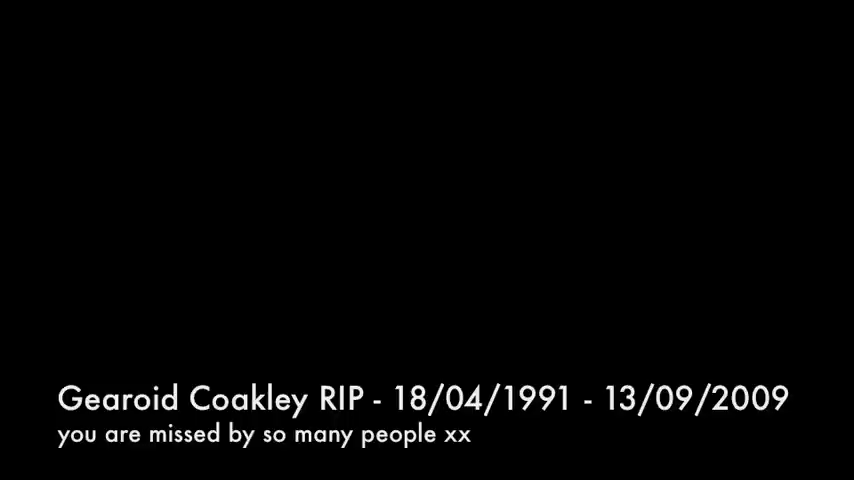 Gearoid Coakley RIP - 18/04/1991 - 13/09/2009
you are missed by so many people xx